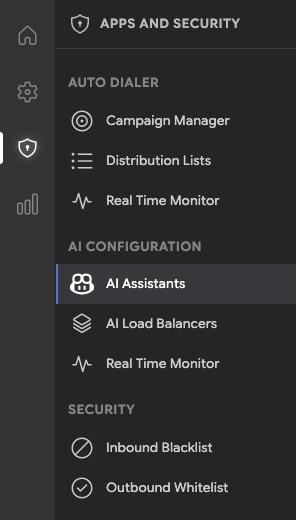 APPS AND SECURITY
AUTO DIALER
Campaign Manager
Distribution Lists
Real Time Monitor
AI CONFIGURATION
AI Assistants
AI Load Balancers
Real Time Monitor
SECURITY
Inbound Blacklist
Outbound Whitelist